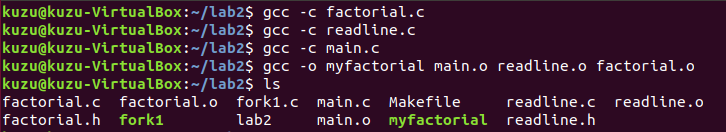 kuzu@kuzu-VirtualBox:~/lab2$ gcc -c factorial.c
kuzu@kuzu-VirtualBox:~/lab2$ gcc -c readline.c
kuzu@kuzu-VirtualBox:~/lab2$ gcc -c main.c
kuzu@kuzu-VirtualBox:~/lab2$ gcc -o myfactorial main.o readline.o factorial.o
kuzu@kuzu-VirtualBox:~/lab2$ ls
factorial.c  factorial.o  fork1.c  main.c  Makefile     readline.c  readline.o
factorial.h  fork1        lab2     main.o  myfactorial  readline.h